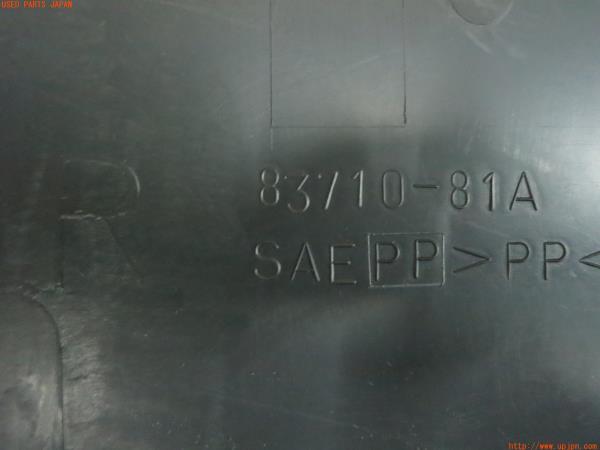 USED PARTS JAPAN
R
83710-81A
SAE PP >PP<
http://www.upjpn.com/